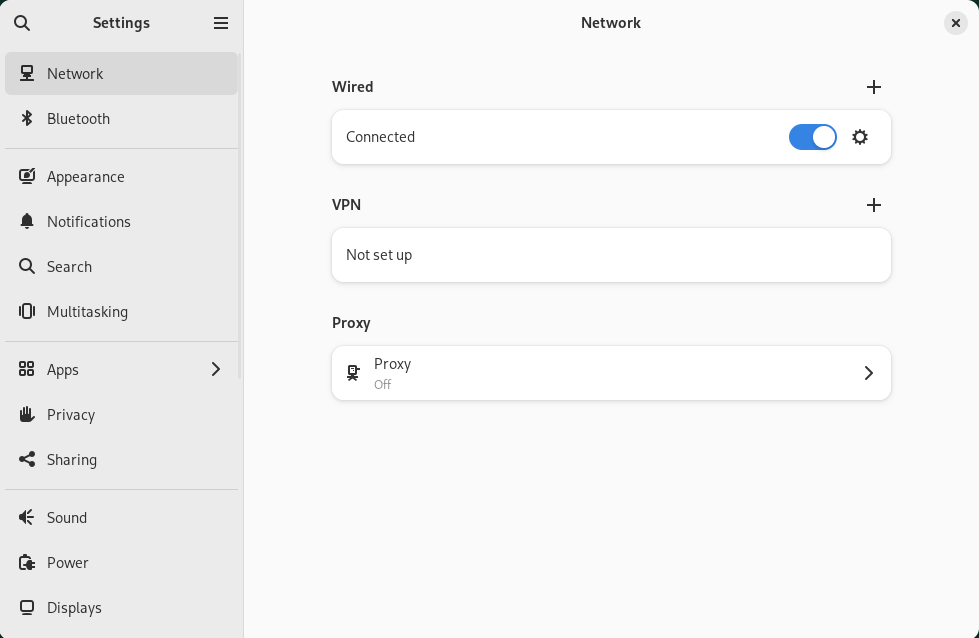 Settings
Network
Bluetooth
Appearance
Notifications
Search
Multitasking
Apps
Privacy
Sharing
Sound
Power
Displays
Network
Wired
Connected
VPN
Not set up
Proxy
Proxy
Off